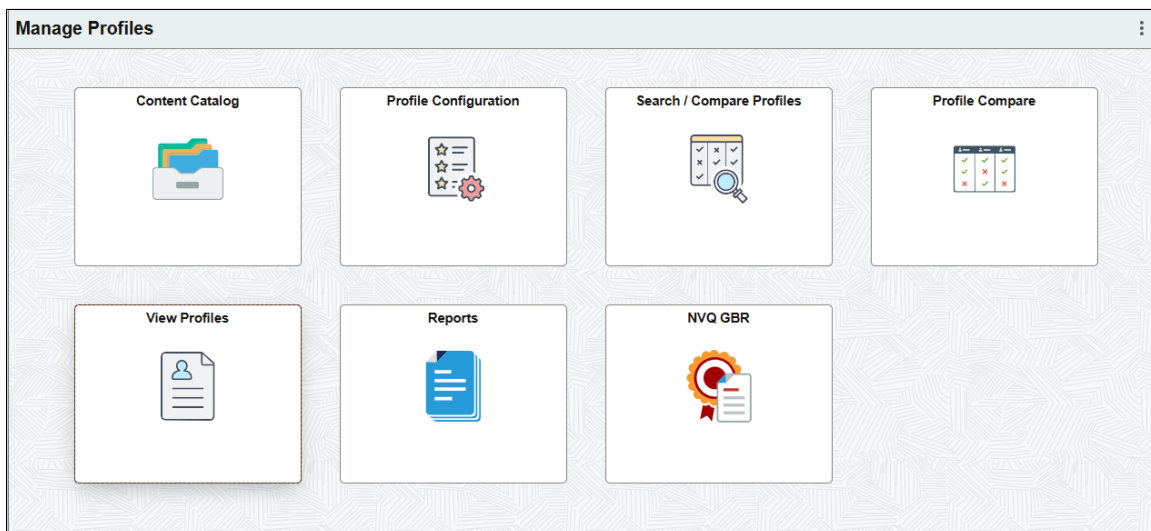 Manage Profiles
Content Catalog
Profile Configuration
Search / Compare Profiles
Profile Compare
View Profiles
Reports
NVQ GBR